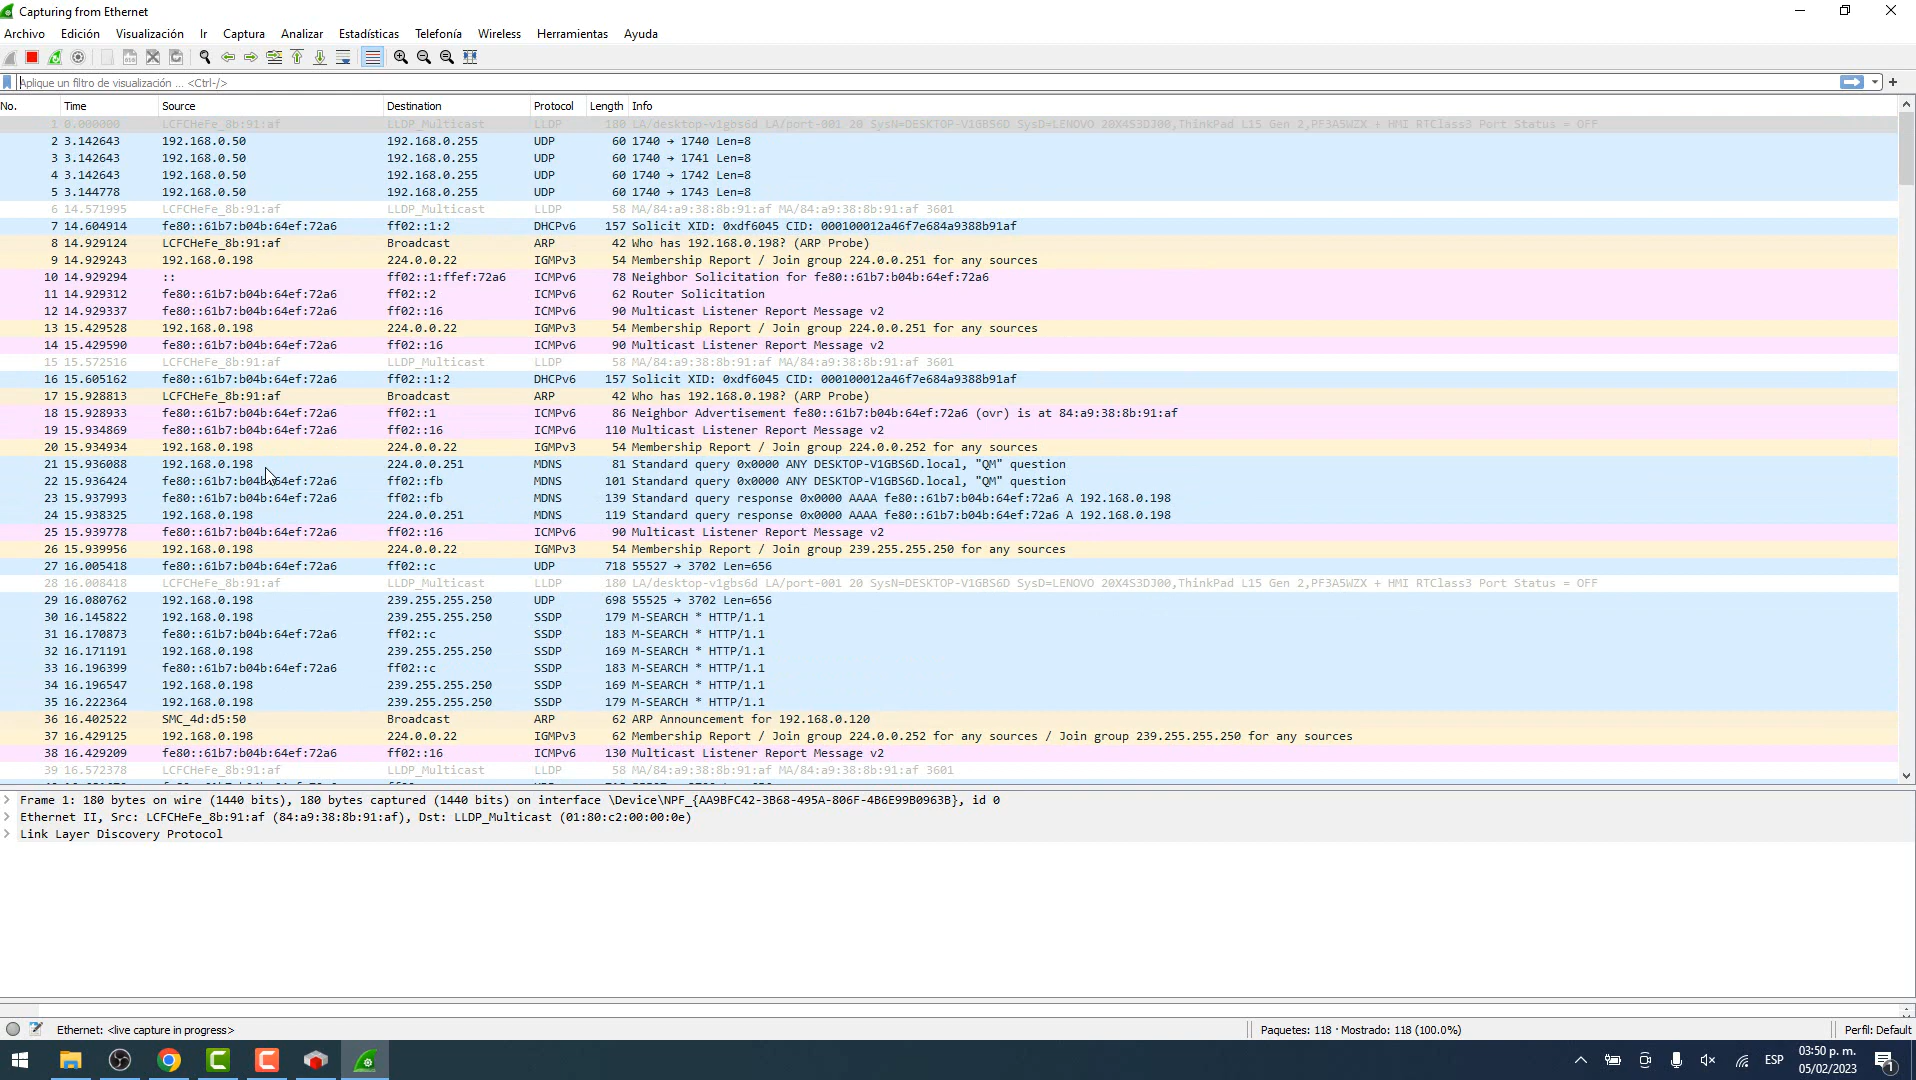 Capturing from Ethernet
Archivo Edición Visualización Ir Captura Analizar Estadísticas Telefonía Wireless Herramientas Ayuda
Aplique un filtro de visualización ... <Ctrl-/>
No. Time Source Destination Protocol Length Info
1 0.000000 LCFCHeFe_8b:91:af LLDP_Multicast LLDP 180 LA/desktop-v1gbs6d LA/port-001 20 SysN=DESKTOP-V1GBS6D SysD=LENOVO 20X4S3DJ00,ThinkPad L15 Gen 2,PF3A5WZX + HMI RTClass3 Port Status = OFF
2 3.142643 192.168.0.50 192.168.0.255 UDP 60 1740 → 1740 Len=8
3 3.142643 192.168.0.50 192.168.0.255 UDP 60 1740 → 1741 Len=8
4 3.142643 192.168.0.50 192.168.0.255 UDP 60 1740 → 1742 Len=8
5 3.144778 192.168.0.50 192.168.0.255 UDP 60 1740 → 1743 Len=8
6 14.571995 LCFCHeFe_8b:91:af LLDP_Multicast LLDP 58 MA/84:a9:38:8b:91:af MA/84:a9:38:8b:91:af 3601
7 14.604914 fe80::61b7:b04b:64ef:72a6 ff02::1:2 DHCPv6 157 Solicit XID: 0xdf6045 CID: 000100012a46f7e684a9388b91af
8 14.929124 LCFCHeFe_8b:91:af Broadcast ARP 42 Who has 192.168.0.198? (ARP Probe)
9 14.929243 192.168.0.198 224.0.0.22 IGMPv3 54 Membership Report / Join group 224.0.0.251 for any sources
10 14.929294 :: ff02::1:ffef:72a6 ICMPv6 78 Neighbor Solicitation for fe80::61b7:b04b:64ef:72a6
11 14.929312 fe80::61b7:b04b:64ef:72a6 ff02::2 ICMPv6 62 Router Solicitation
12 14.929337 fe80::61b7:b04b:64ef:72a6 ff02::16 ICMPv6 90 Multicast Listener Report Message v2
13 15.429528 192.168.0.198 224.0.0.22 IGMPv3 54 Membership Report / Join group 224.0.0.251 for any sources
14 15.429590 fe80::61b7:b04b:64ef:72a6 ff02::16 ICMPv6 90 Multicast Listener Report Message v2
15 15.572516 LCFCHeFe_8b:91:af LLDP_Multicast LLDP 58 MA/84:a9:38:8b:91:af MA/84:a9:38:8b:91:af 3601
16 15.605162 fe80::61b7:b04b:64ef:72a6 ff02::1:2 DHCPv6 157 Solicit XID: 0xdf6045 CID: 000100012a46f7e684a9388b91af
17 15.928813 LCFCHeFe_8b:91:af Broadcast ARP 42 Who has 192.168.0.198? (ARP Probe)
18 15.928933 fe80::61b7:b04b:64ef:72a6 ff02::1 ICMPv6 86 Neighbor Advertisement fe80::61b7:b04b:64ef:72a6 (ovr) is at 84:a9:38:8b:91:af
19 15.934869 fe80::61b7:b04b:64ef:72a6 ff02::16 ICMPv6 110 Multicast Listener Report Message v2
20 15.934934 192.168.0.198 224.0.0.22 IGMPv3 54 Membership Report / Join group 224.0.0.252 for any sources
21 15.936088 192.168.0.198 224.0.0.251 MDNS 81 Standard query 0x0000 ANY DESKTOP-V1GBS6D.local, "QM" question
22 15.936424 fe80::61b7:b04b:64ef:72a6 ff02::fb MDNS 101 Standard query 0x0000 ANY DESKTOP-V1GBS6D.local, "QM" question
23 15.937993 fe80::61b7:b04b:64ef:72a6 ff02::fb MDNS 139 Standard query response 0x0000 AAAA fe80::61b7:b04b:64ef:72a6 A 192.168.0.198
24 15.938325 192.168.0.198 224.0.0.251 MDNS 119 Standard query response 0x0000 AAAA fe80::61b7:b04b:64ef:72a6 A 192.168.0.198
25 15.939778 fe80::61b7:b04b:64ef:72a6 ff02::16 ICMPv6 90 Multicast Listener Report Message v2
26 15.939956 192.168.0.198 224.0.0.22 IGMPv3 54 Membership Report / Join group 239.255.255.250 for any sources
27 16.005418 fe80::61b7:b04b:64ef:72a6 ff02::c UDP 718 55527 → 3702 Len=656
28 16.008418 LCFCHeFe_8b:91:af LLDP_Multicast LLDP 180 LA/desktop-v1gbs6d LA/port-001 20 SysN=DESKTOP-V1GBS6D SysD=LENOVO 20X4S3DJ00,ThinkPad L15 Gen 2,PF3A5WZX + HMI RTClass3 Port Status = OFF
29 16.080762 192.168.0.198 239.255.255.250 UDP 698 55525 → 3702 Len=656
30 16.145822 192.168.0.198 239.255.255.250 SSDP 179 M-SEARCH * HTTP/1.1
31 16.170873 fe80::61b7:b04b:64ef:72a6 ff02::c SSDP 183 M-SEARCH * HTTP/1.1
32 16.171191 192.168.0.198 239.255.255.250 SSDP 169 M-SEARCH * HTTP/1.1
33 16.196399 fe80::61b7:b04b:64ef:72a6 ff02::c SSDP 183 M-SEARCH * HTTP/1.1
34 16.196547 192.168.0.198 239.255.255.250 SSDP 169 M-SEARCH * HTTP/1.1
35 16.222364 192.168.0.198 239.255.255.250 SSDP 179 M-SEARCH * HTTP/1.1
36 16.402522 SMC_4d:d5:50 Broadcast ARP 62 ARP Announcement for 192.168.0.120
37 16.429125 192.168.0.198 224.0.0.22 IGMPv3 62 Membership Report / Join group 224.0.0.252 for any sources / Join group 239.255.255.250 for any sources
38 16.429209 fe80::61b7:b04b:64ef:72a6 ff02::16 ICMPv6 130 Multicast Listener Report Message v2
39 16.572378 LCFCHeFe_8b:91:af LLDP_Multicast LLDP 58 MA/84:a9:38:8b:91:af MA/84:a9:38:8b:91:af 3601
Frame 1: 180 bytes on wire (1440 bits), 180 bytes captured (1440 bits) on interface \Device\NPF_{AA9BFC42-3B68-495A-806F-4B6E99B0963B}, id 0
Ethernet II, Src: LCFCHeFe_8b:91:af (84:a9:38:8b:91:af), Dst: LLDP_Multicast (01:80:c2:00:00:0e)
Link Layer Discovery Protocol
Ethernet: <live capture in progress>
Paquetes: 118 · Mostrado: 118 (100.0%)
Perfil: Default
ESP
03:50 p. m.
05/02/2023
1